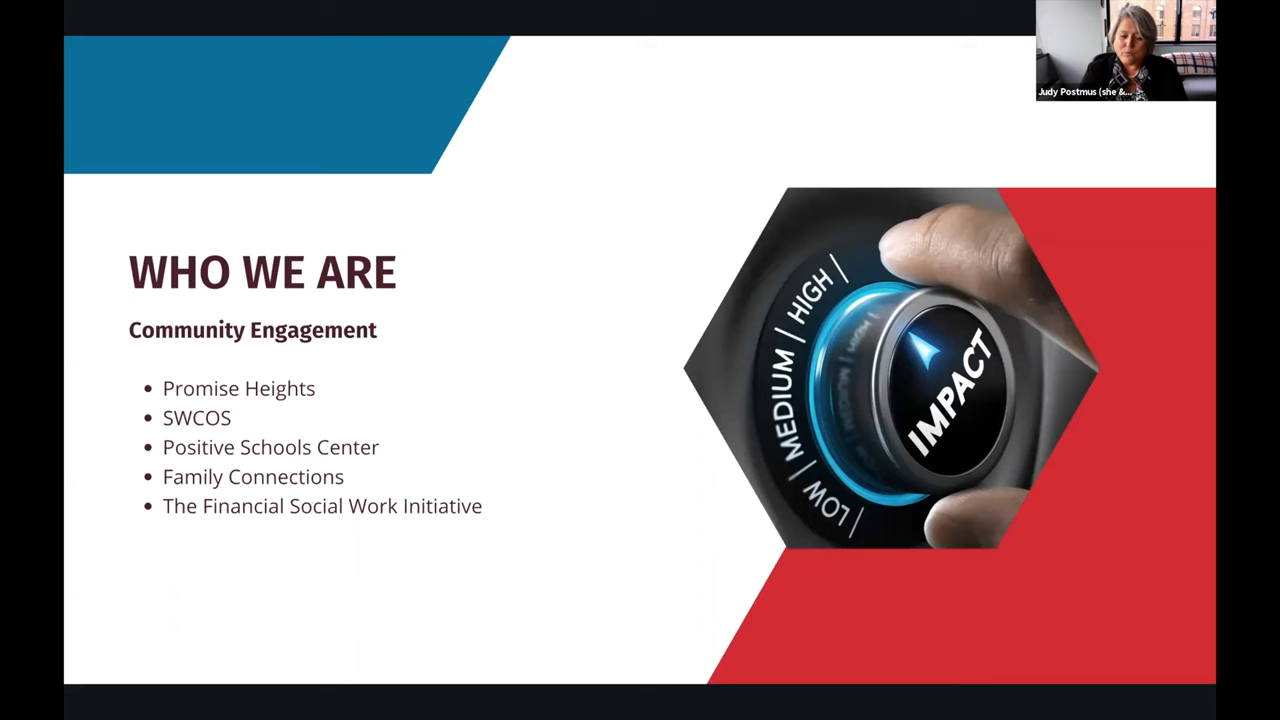 Judy Postmus (she &...
WHO WE ARE
Community Engagement
• Promise Heights
• SWCOS
• Positive Schools Center
• Family Connections
• The Financial Social Work Initiative
LOW | MEDIUM | HIGH |
IMPACT